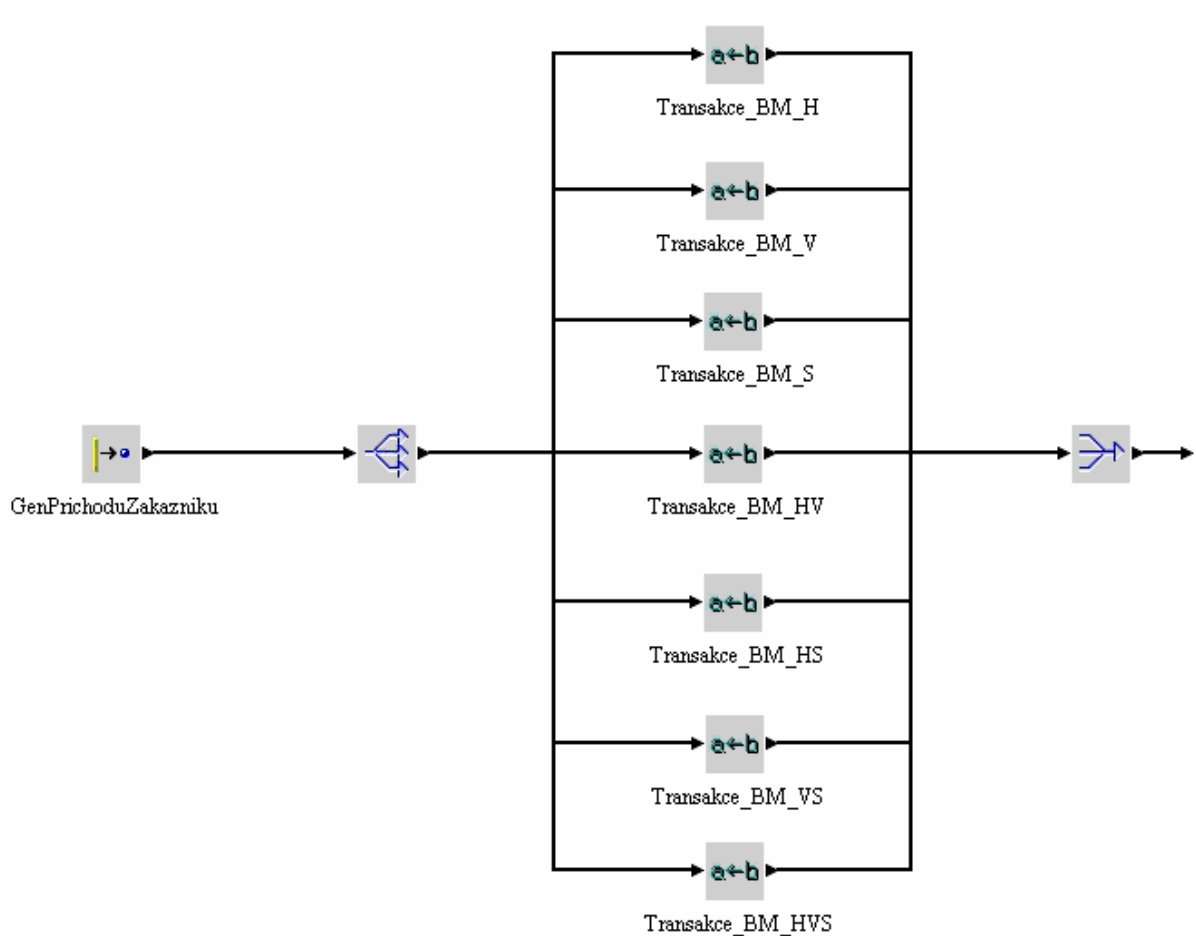 a←b
Transakce_BM_H
a←b
Transakce_BM_V
a←b
Transakce_BM_S
GenPrichoduZakazniku
a←b
Transakce_BM_HV
a←b
Transakce_BM_HS
a←b
Transakce_BM_VS
a←b
Transakce_BM_HVS